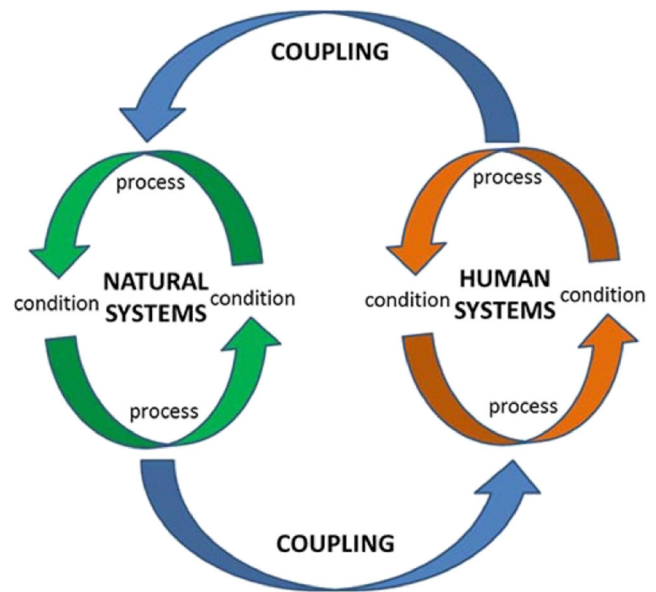 COUPLING
process
process
NATURAL
SYSTEMS
condition
condition
HUMAN
SYSTEMS
condition
condition
process
process
COUPLING